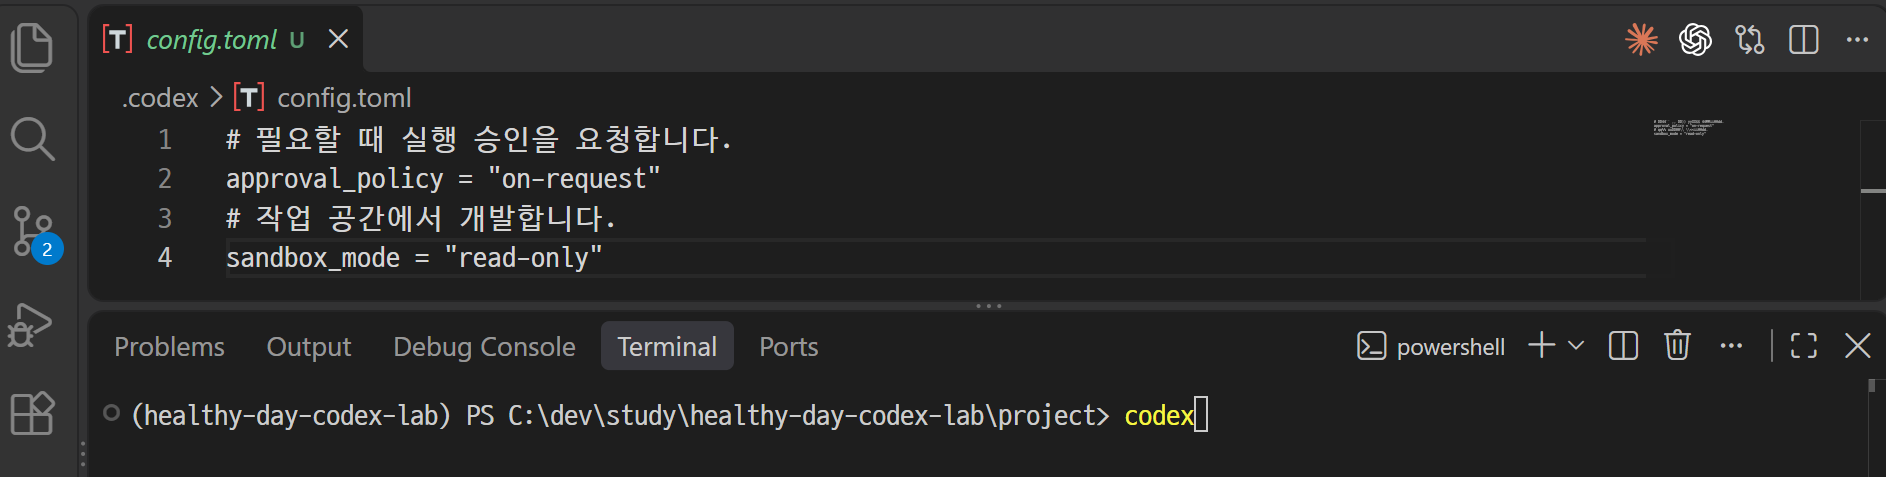 config.toml U
.codex > config.toml
1 # 필요할 때 실행 승인을 요청합니다.
2 approval_policy = "on-request"
3 # 작업 공간에서 개발합니다.
4 sandbox_mode = "read-only"
2
Problems Output Debug Console Terminal Ports powershell
(healthy-day-codex-lab) PS C:\dev\study\healthy-day-codex-lab\project> codex